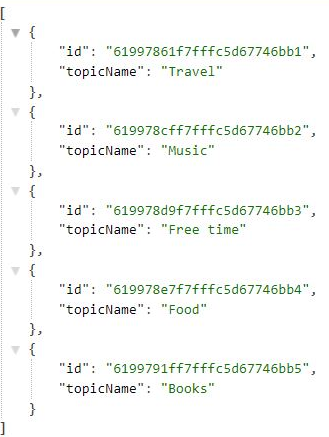 [
{
"id": "61997861f7fffc5d67746bb1",
"topicName": "Travel"
},
{
"id": "619978cff7fffc5d67746bb2",
"topicName": "Music"
},
{
"id": "619978d9f7fffc5d67746bb3",
"topicName": "Free time"
},
{
"id": "619978e7f7fffc5d67746bb4",
"topicName": "Food"
},
{
"id": "6199791ff7fffc5d67746bb5",
"topicName": "Books"
}
]